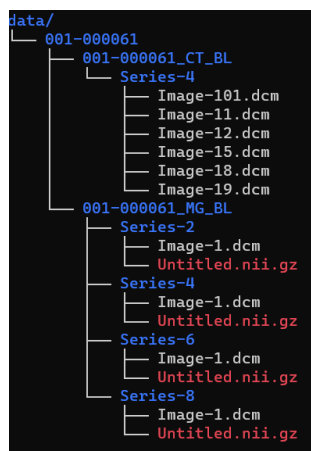 data/
└── 001-000061
    ├── 001-000061_CT_BL
    │   └── Series-4
    │       ├── Image-101.dcm
    │       ├── Image-11.dcm
    │       ├── Image-12.dcm
    │       ├── Image-15.dcm
    │       ├── Image-18.dcm
    │       └── Image-19.dcm
    └── 001-000061_MG_BL
        ├── Series-2
        │   ├── Image-1.dcm
        │   └── Untitled.nii.gz
        ├── Series-4
        │   ├── Image-1.dcm
        │   └── Untitled.nii.gz
        ├── Series-6
        │   ├── Image-1.dcm
        │   └── Untitled.nii.gz
        └── Series-8
            ├── Image-1.dcm
            └── Untitled.nii.gz